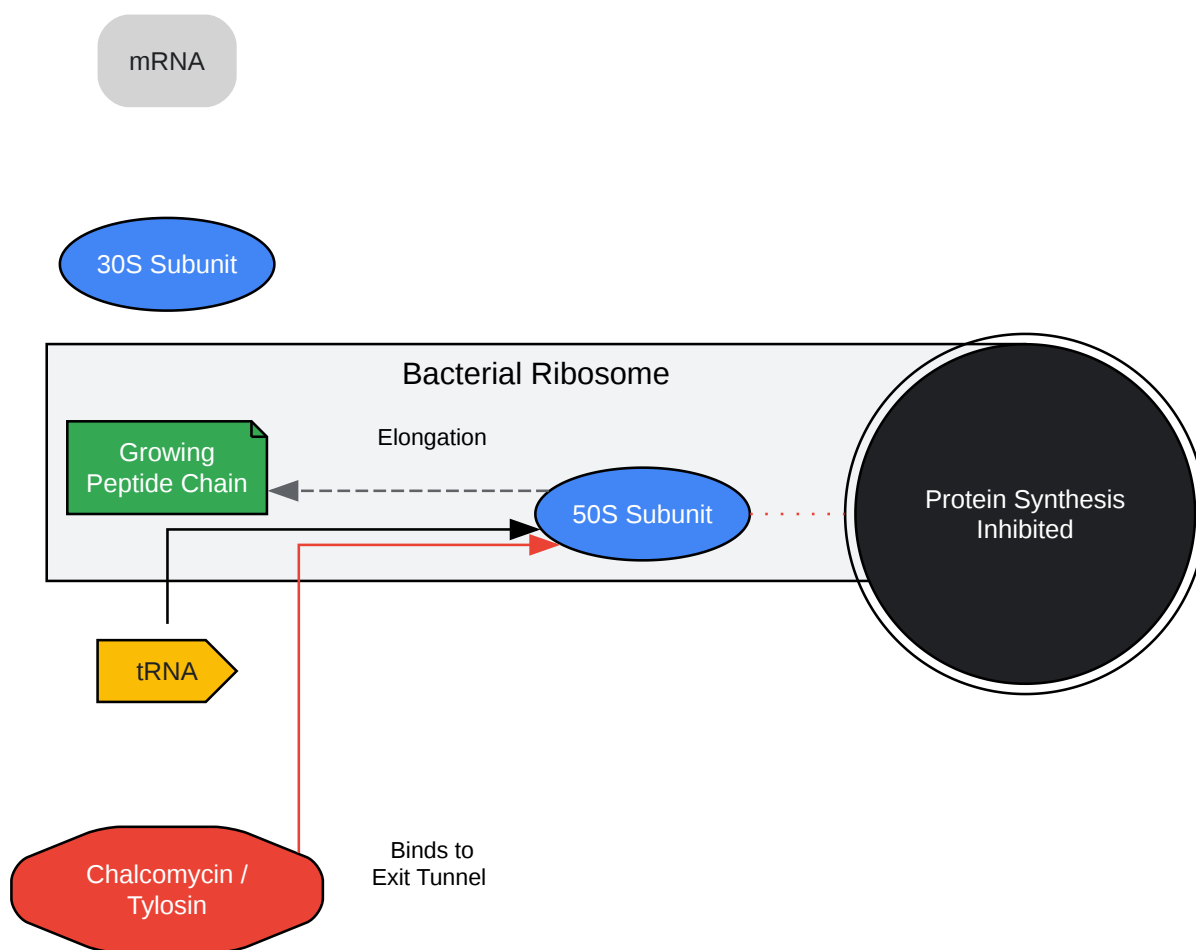 mRNA
30S Subunit
Bacterial Ribosome
Elongation
Growing
Peptide Chain
50S Subunit
Protein Synthesis
Inhibited
tRNA
Binds to
Exit Tunnel
Chalcomycin /
Tylosin